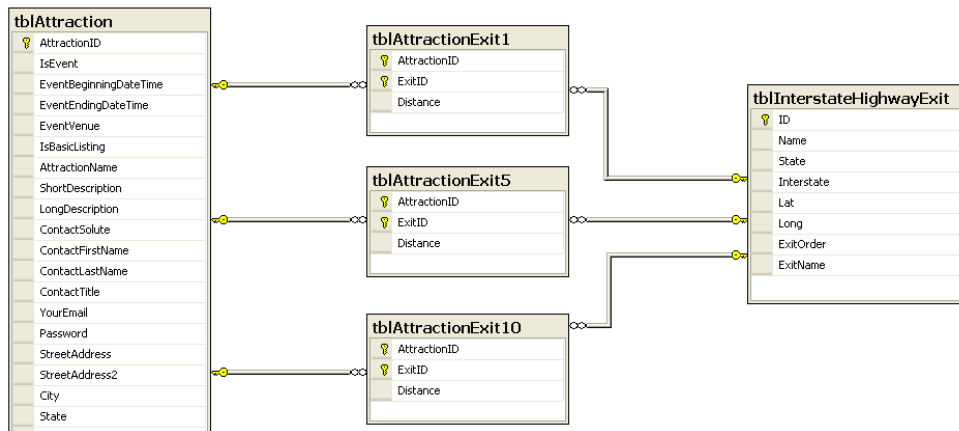 tblAttraction
AttractionID
IsEvent
EventBeginningDateTime
EventEndingDateTime
EventVenue
IsBasicListing
AttractionName
ShortDescription
LongDescription
ContactSolute
ContactFirstName
ContactLastName
ContactTitle
YourEmail
Password
StreetAddress
StreetAddress2
City
State
tblAttractionExit1
AttractionID
ExitID
Distance
tblAttractionExit5
AttractionID
ExitID
Distance
tblAttractionExit10
AttractionID
ExitID
Distance
tblInterstateHighwayExit
ID
Name
State
Interstate
Lat
Long
ExitOrder
ExitName